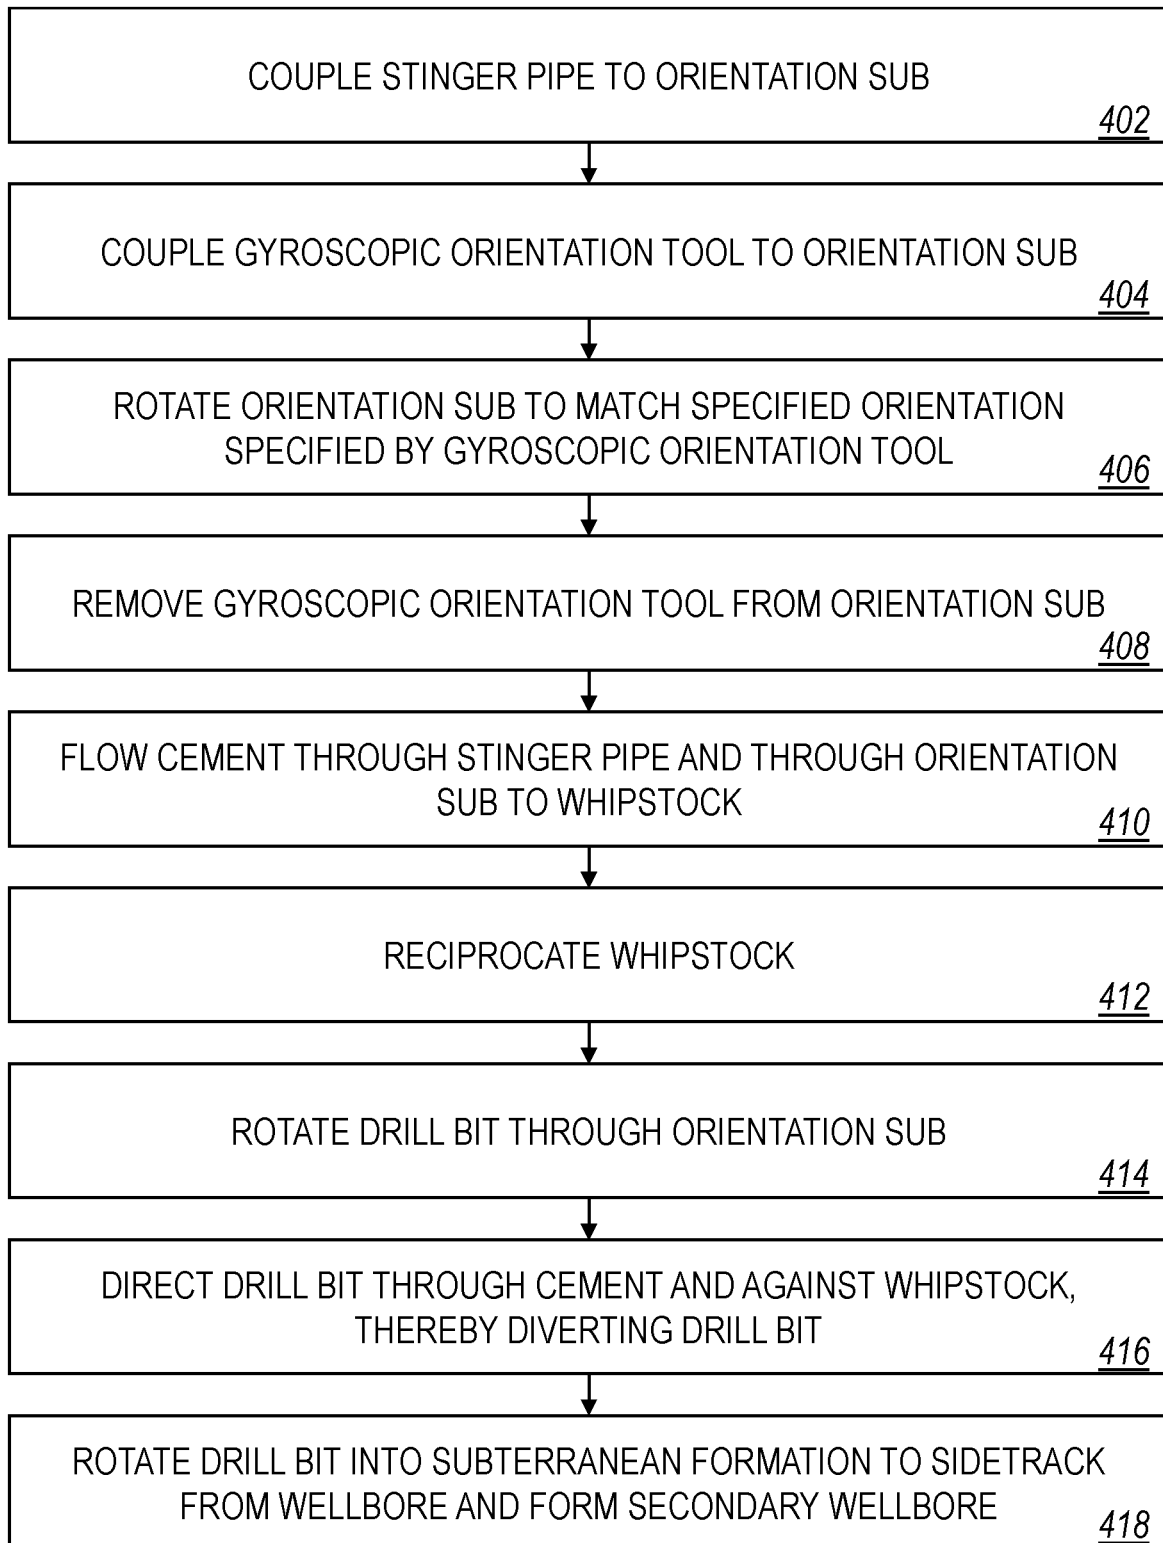 COUPLE STINGER PIPE TO ORIENTATION SUB
402
COUPLE GYROSCOPIC ORIENTATION TOOL TO ORIENTATION SUB
404
ROTATE ORIENTATION SUB TO MATCH SPECIFIED ORIENTATION
SPECIFIED BY GYROSCOPIC ORIENTATION TOOL
406
REMOVE GYROSCOPIC ORIENTATION TOOL FROM ORIENTATION SUB
408
FLOW CEMENT THROUGH STINGER PIPE AND THROUGH ORIENTATION
SUB TO WHIPSTOCK
410
RECIPROCATE WHIPSTOCK
412
ROTATE DRILL BIT THROUGH ORIENTATION SUB
414
DIRECT DRILL BIT THROUGH CEMENT AND AGAINST WHIPSTOCK,
THEREBY DIVERTING DRILL BIT
416
ROTATE DRILL BIT INTO SUBTERRANEAN FORMATION TO SIDETRACK
FROM WELLBORE AND FORM SECONDARY WELLBORE
418